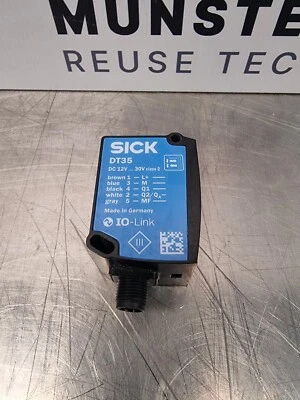 MUNSTE
REUSE TEC
SICK
DT35
DC 12V ... 30V class 2
brown 1 – L+
blue 3 – M
black 4 – Q1
white 2 – Q2/Qₐ
gray 5 – MF
Made in Germany
IO-Link
III